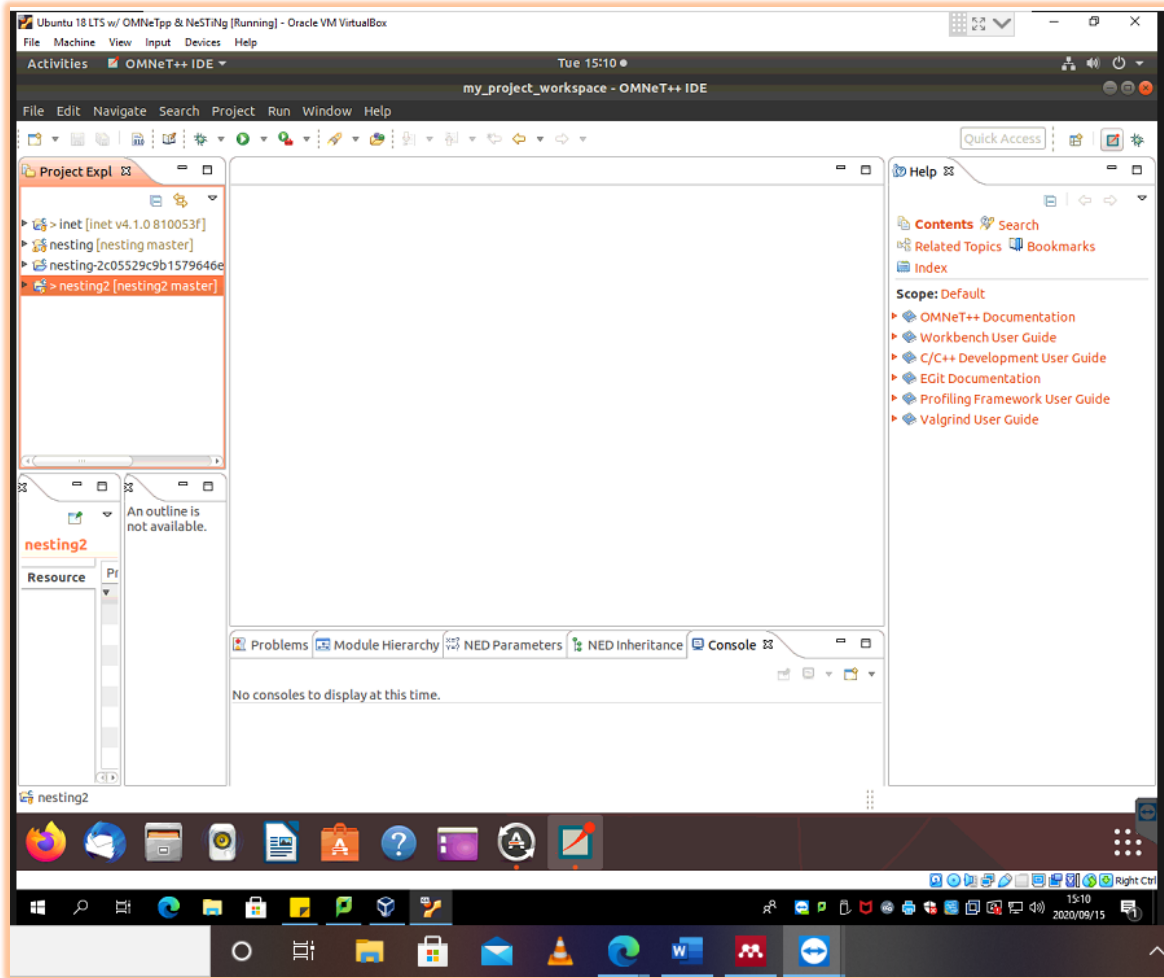 Ubuntu 18 LTS w/ OMNeTpp & NeSTiNg [Running] - Oracle VM VirtualBox
File Machine View Input Devices Help
Activities OMNeT++ IDE Tue 15:10
my_project_workspace - OMNeT++ IDE
File Edit Navigate Search Project Run Window Help
Quick Access
Project Expl
> inet [inet v4.1.0 810053f]
nesting [nesting master]
nesting-2c05529c9b1579646e
> nesting2 [nesting2 master]
Help
Contents Search
Related Topics Bookmarks
Index
Scope: Default
OMNeT++ Documentation
Workbench User Guide
C/C++ Development User Guide
EGit Documentation
Profiling Framework User Guide
Valgrind User Guide
nesting2
Resource
Pr
An outline is
not available.
Problems Module Hierarchy NED Parameters NED Inheritance Console
No consoles to display at this time.
nesting2
Right Ctrl
15:10
2020/09/15